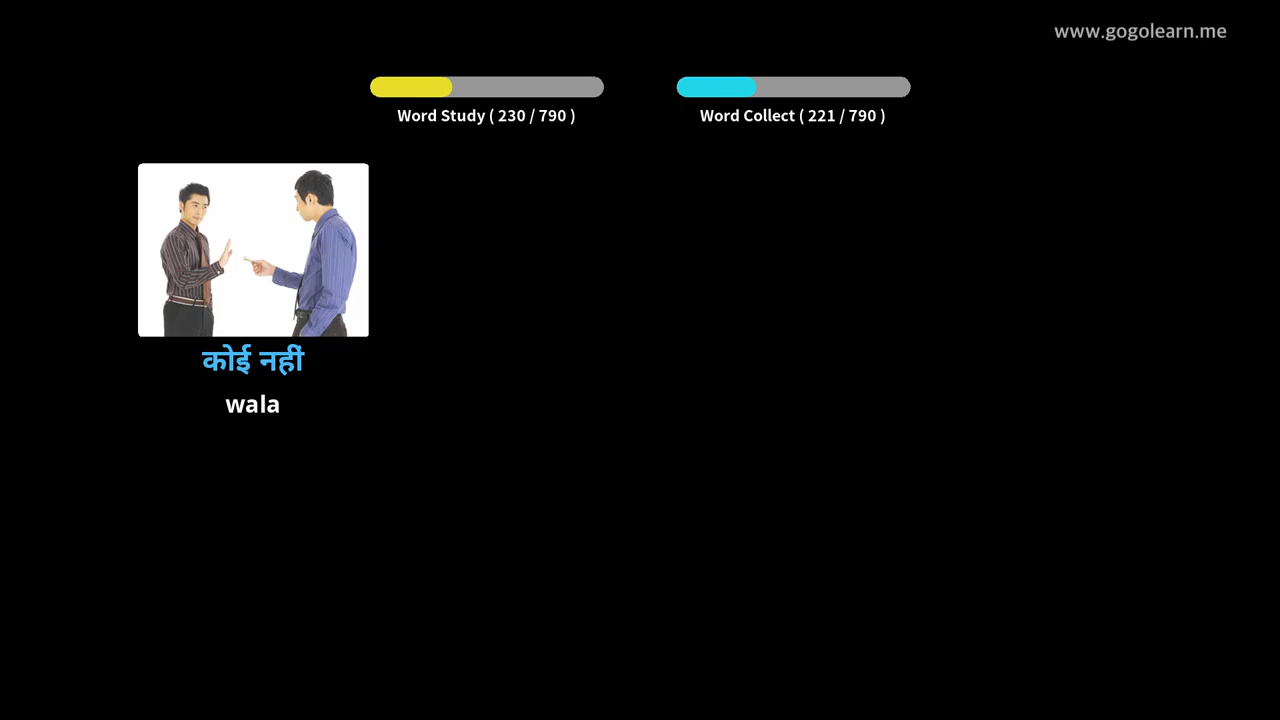 www.gogolearn.me
Word Study ( 230 / 790 )
Word Collect ( 221 / 790 )
कोई नहीं
wala